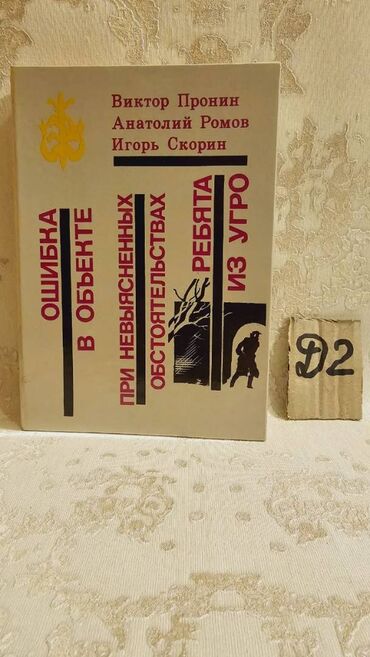 Виктор Пронин
Анатолий Ромов
Игорь Скорин
ОШИБКА
В ОБЪЕКТЕ
ПРИ НЕВЫЯСНЕННЫХ
ОБСТОЯТЕЛЬСТВАХ
РЕБЯТА
ИЗ УГРО
D2